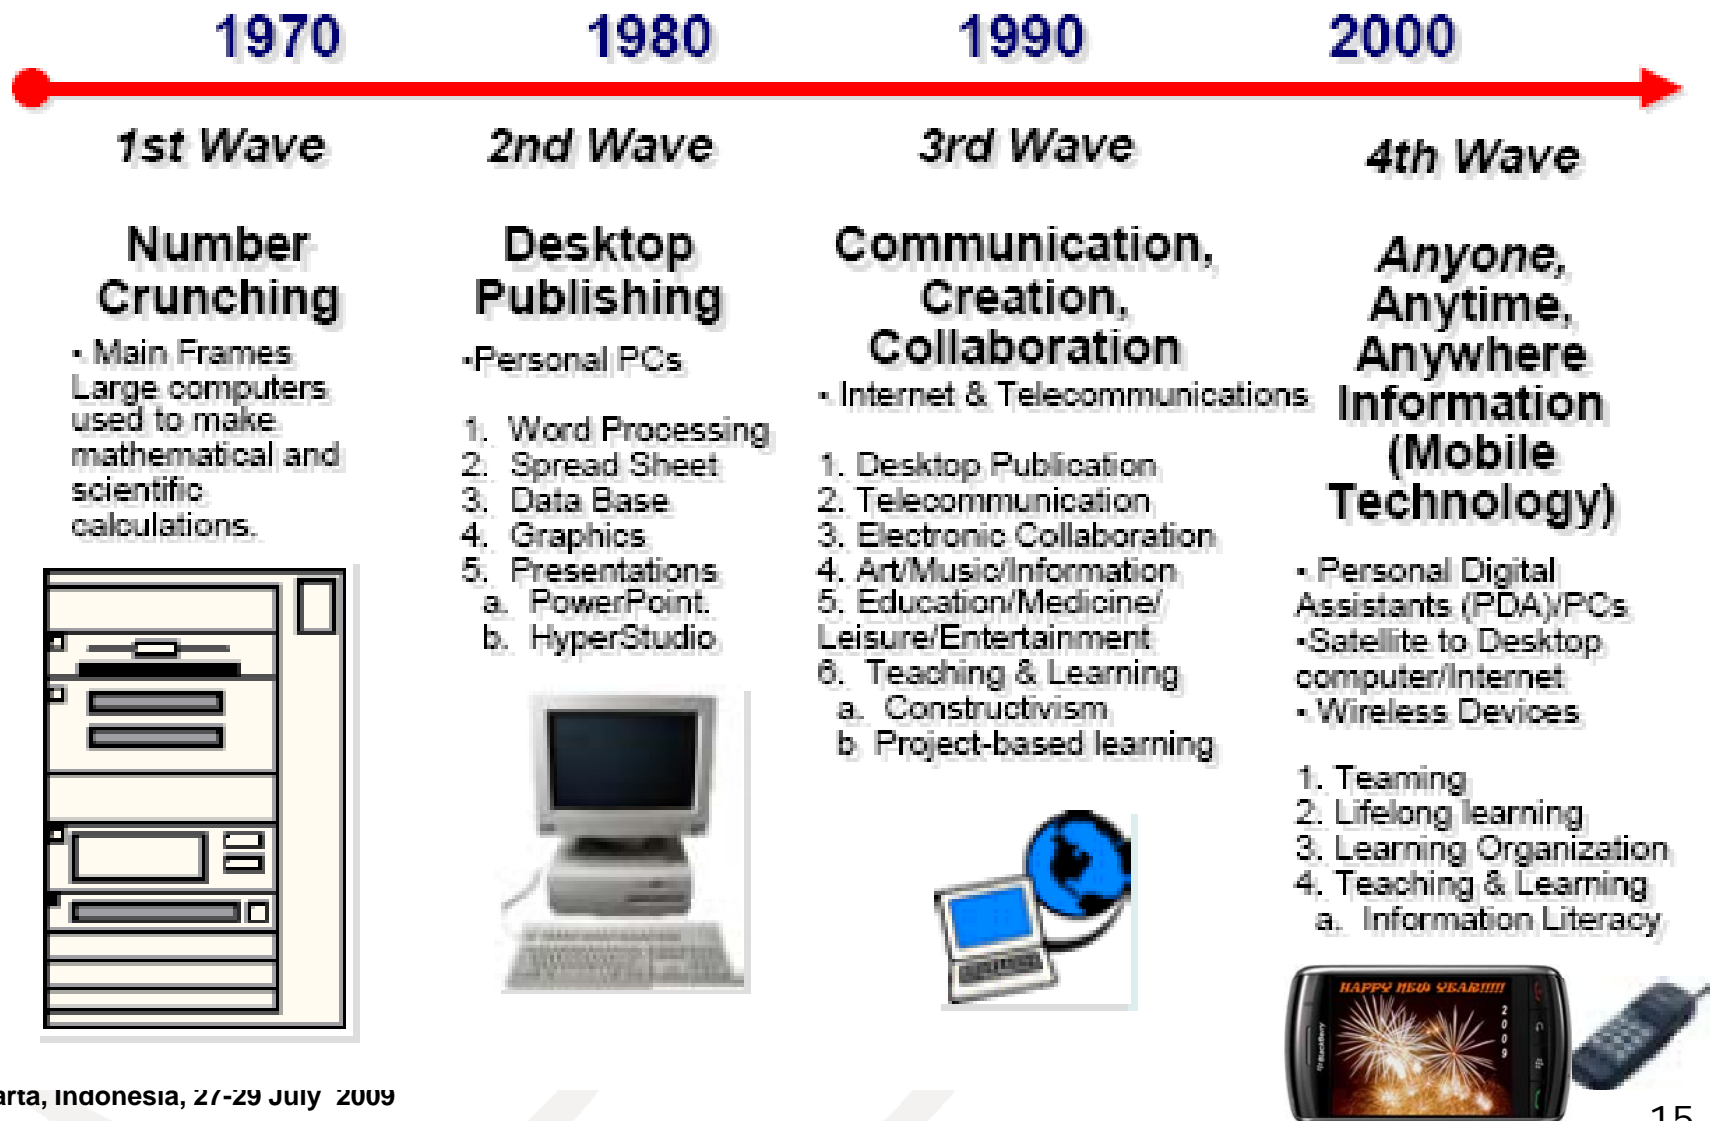 1970 1980 1990 2000
1st Wave
Number
Crunching
• Main Frames
Large computers
used to make
mathematical and
scientific
calculations.
2nd Wave
Desktop
Publishing
•Personal PCs
1. Word Processing
2. Spread Sheet
3. Data Base
4. Graphics
5. Presentations
a. PowerPoint.
b. HyperStudio
3rd Wave
Communication,
Creation,
Collaboration
• Internet & Telecommunications
1. Desktop Publication
2. Telecommunication
3. Electronic Collaboration
4. Art/Music/Information
5. Education/Medicine/
Leisure/Entertainment
6. Teaching & Learning
a. Constructivism
b Project-based learning
4th Wave
Anyone,
Anytime,
Anywhere
Information
(Mobile
Technology)
• Personal Digital
Assistants (PDA)/PCs
•Satellite to Desktop
computer/Internet
• Wireless Devices
1. Teaming
2. Lifelong learning
3. Learning Organization
4. Teaching & Learning
a. Information Literacy
HAPPY NEW YEAR!!!!!
2009
BlackBerry
arta, Indonesia, 27-29 July 2009
15